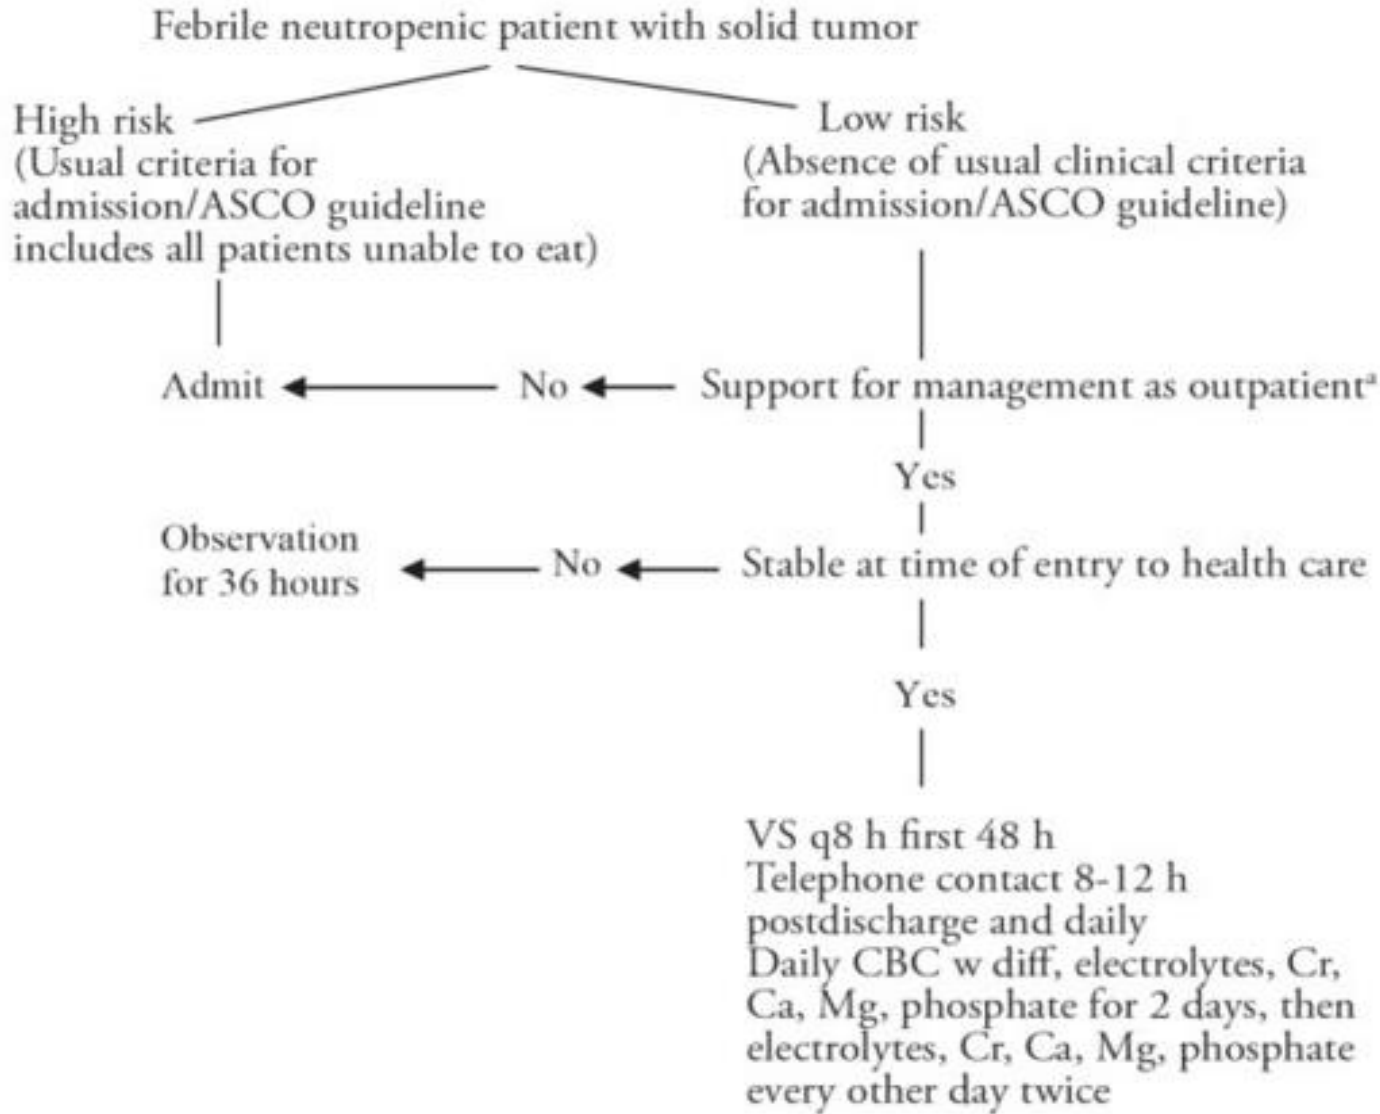 Febrile neutropenic patient with solid tumor
High risk
(Usual criteria for
admission/ASCO guideline
includes all patients unable to eat)
Low risk
(Absence of usual clinical criteria
for admission/ASCO guideline)
Admit
No
Support for management as outpatientᵃ
Yes
Observation
for 36 hours
No
Stable at time of entry to health care
Yes
VS q8 h first 48 h
Telephone contact 8-12 h
postdischarge and daily
Daily CBC w diff, electrolytes, Cr,
Ca, Mg, phosphate for 2 days, then
electrolytes, Cr, Ca, Mg, phosphate
every other day twice